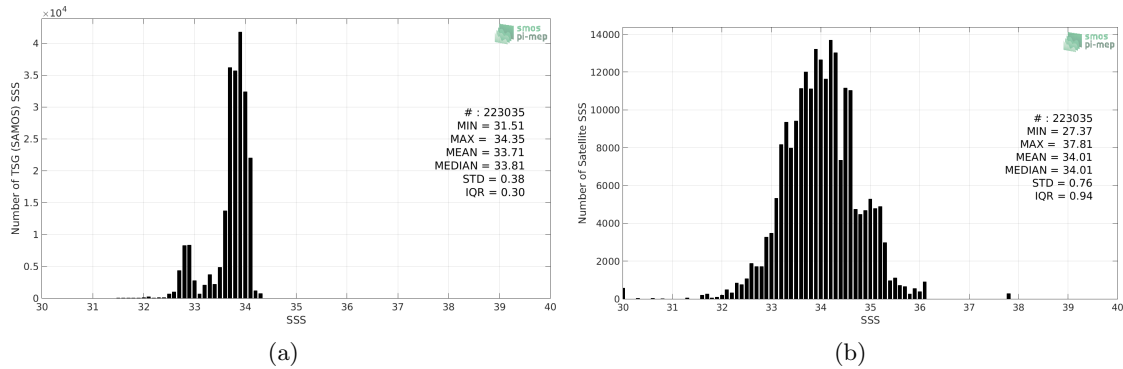 ×10⁴
4
3.5
3
2.5
2
1.5
1
0.5
0
Number of TSG (SAMOS) SSS
30 31 32 33 34 35 36 37 38 39 40
SSS
smos
pi-mep
# : 223035
MIN = 31.51
MAX = 34.35
MEAN = 33.71
MEDIAN = 33.81
STD = 0.38
IQR = 0.30
(a)
14000
12000
10000
8000
6000
4000
2000
0
Number of Satellite SSS
30 31 32 33 34 35 36 37 38 39 40
SSS
smos
pi-mep
# : 223035
MIN = 27.37
MAX = 37.81
MEAN = 34.01
MEDIAN = 34.01
STD = 0.76
IQR = 0.94
(b)